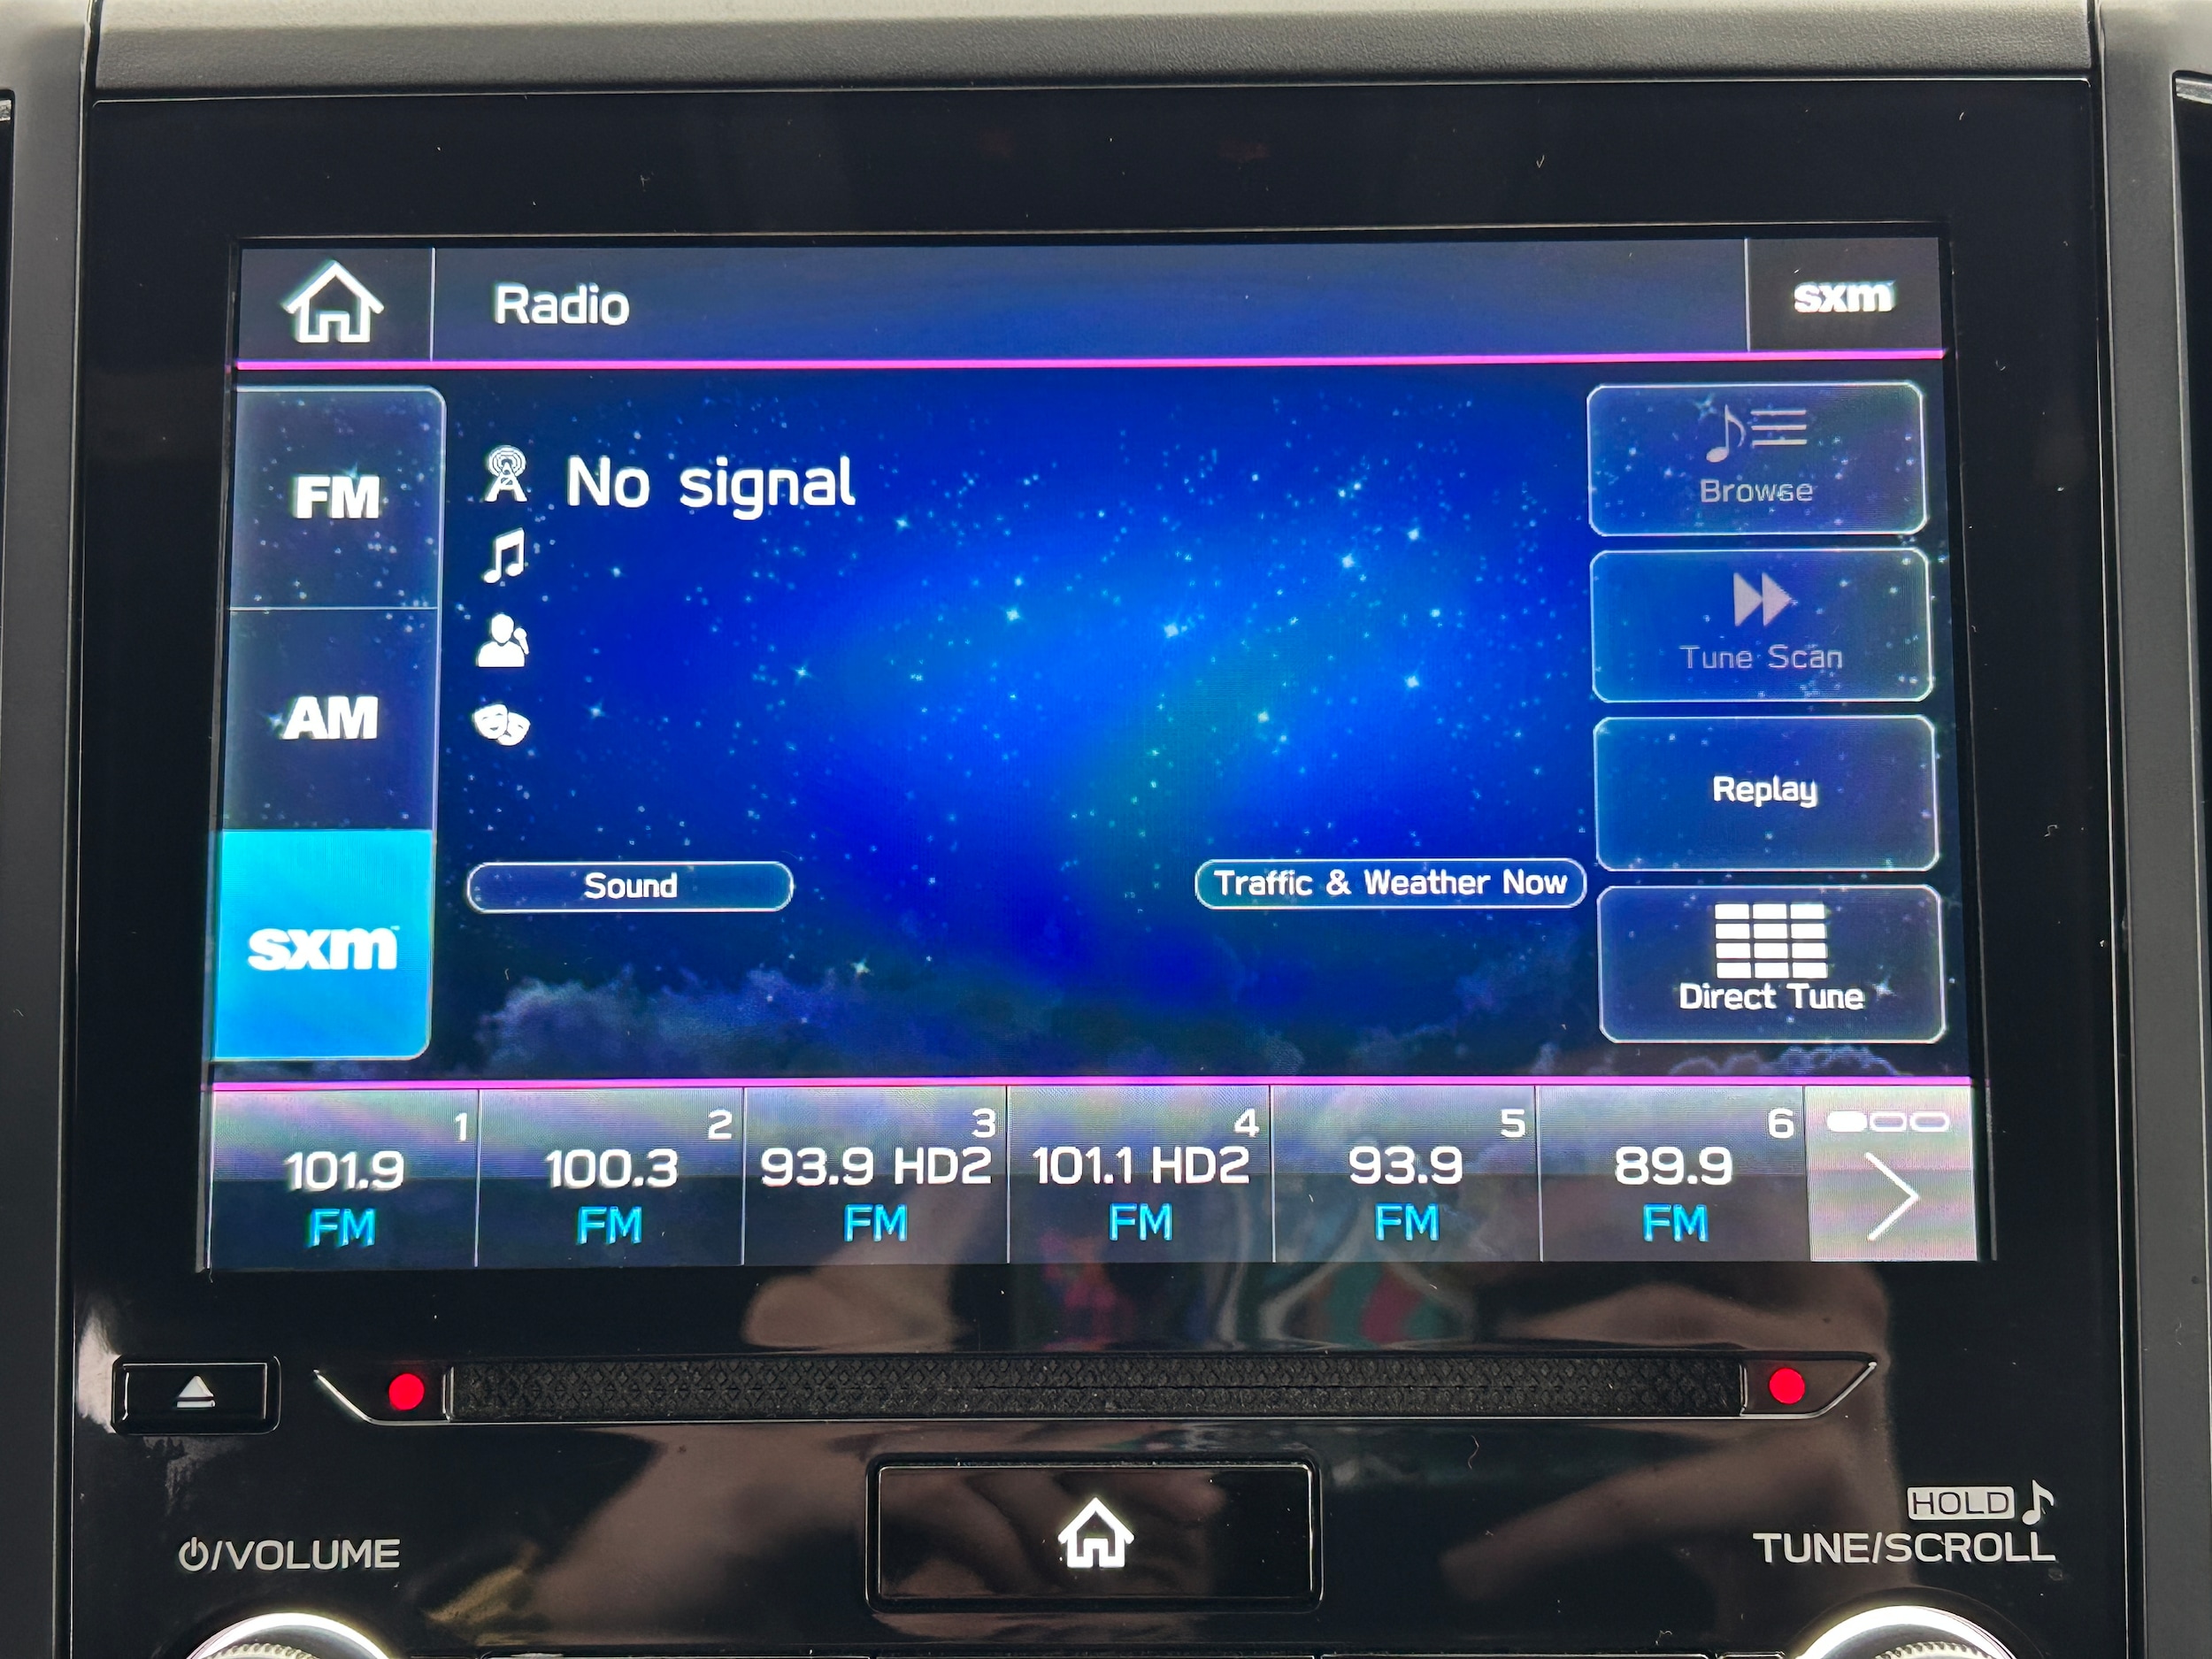 Radio
sxm
FM
No signal
Browse
Tune Scan
AM
Replay
sxm
Sound
Traffic & Weather Now
Direct Tune
1
2
3
4
5
6
101.9
100.3
93.9 HD2
101.1 HD2
93.9
89.9
FM
FM
FM
FM
FM
FM
HOLD
/VOLUME
TUNE/SCROLL